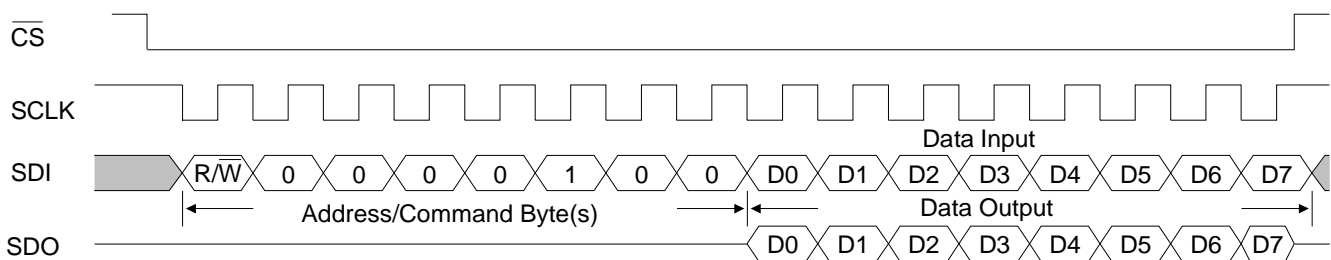 C̅S̅
SCLK
Data Input
SDI R/W̅ 0 0 0 0 1 0 0 D0 D1 D2 D3 D4 D5 D6 D7
Address/Command Byte(s) Data Output
SDO D0 D1 D2 D3 D4 D5 D6 D7